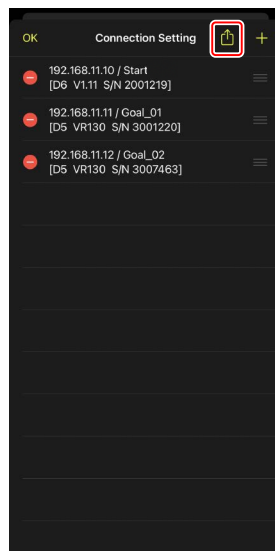 OK Connection Setting +
192.168.11.10 / Start
[D6 V1.11 S/N 2001219]
192.168.11.11 / Goal_01
[D5 VR130 S/N 3001220]
192.168.11.12 / Goal_02
[D5 VR130 S/N 3007463]